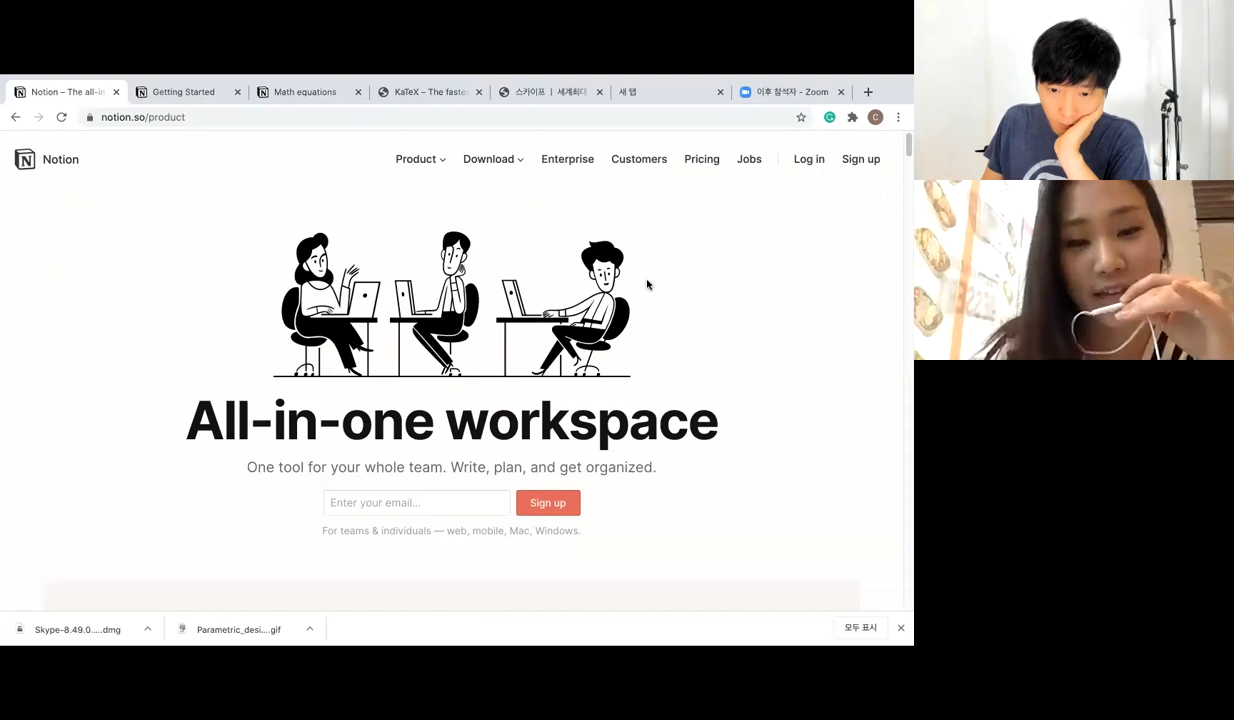 Notion – The all-in
Getting Started
Math equations
KaTeX – The fastes
스카이프 | 세계최대
새 탭
이후 참석자 - Zoom
notion.so/product
C
Notion
Product
Download
Enterprise
Customers
Pricing
Jobs
Log in
Sign up
All-in-one workspace
One tool for your whole team. Write, plan, and get organized.
Enter your email...
Sign up
For teams & individuals — web, mobile, Mac, Windows.
Skype-8.49.0.....dmg
Parametric_desi....gif
모두 표시